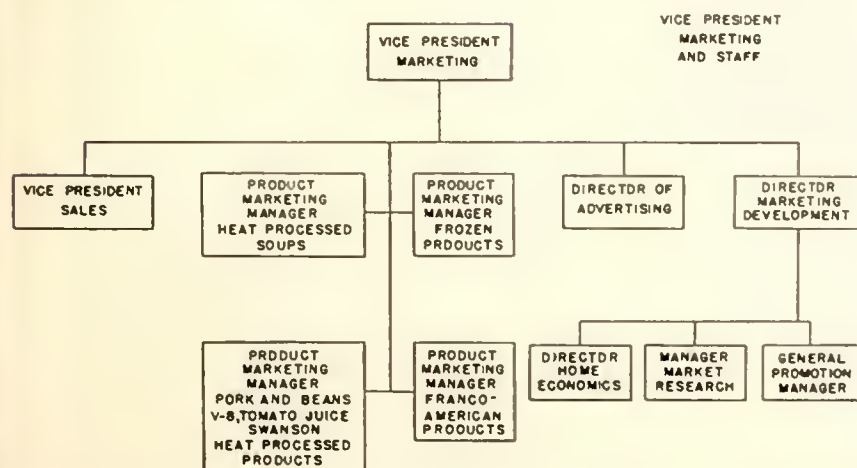 VICE PRESIDENT
MARKETING
AND STAFF
VICE PRESIDENT
MARKETING
VICE PRESIDENT
SALES
PRODUCT
MARKETING
MANAGER
HEAT PROCESSED
SOUPS
PRODUCT
MARKETING
MANAGER
FROZEN
PRODUCTS
DIRECTOR OF
ADVERTISING
DIRECTOR
MARKETING
DEVELOPMENT
PRODUCT
MARKETING
MANAGER
PORK AND BEANS
V-8, TOMATO JUICE
SWANSON
HEAT PROCESSED
PRODUCTS
PRODUCT
MARKETING
MANAGER
FRANCO-
AMERICAN
PRODUCTS
DIRECTOR
HOME
ECONOMICS
MANAGER
MARKET
RESEARCH
GENERAL
PROMOTION
MANAGER